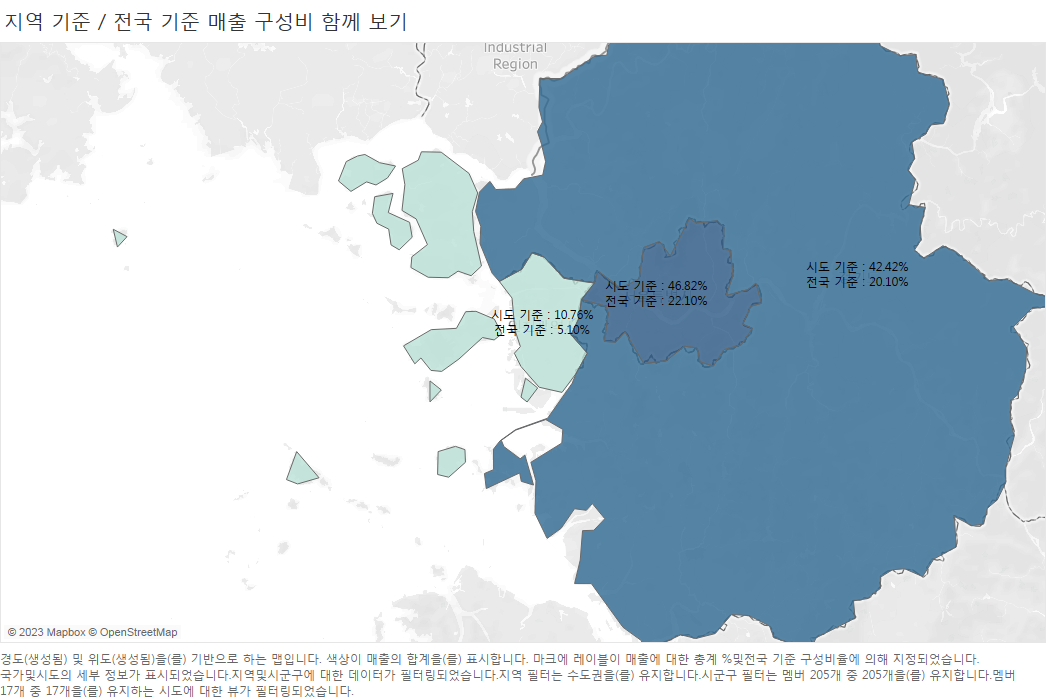 지역 기준 / 전국 기준 매출 구성비 함께 보기
Industrial
Region
시도 기준 : 42.42%
전국 기준 : 20.10%
시도 기준 : 46.82%
전국 기준 : 22.10%
시도 기준 : 10.76%
전국 기준 : 5.10%
© 2023 Mapbox © OpenStreetMap
경도(생성됨) 및 위도(생성됨)을(를) 기반으로 하는 맵입니다. 색상이 매출의 합계을(를) 표시합니다. 마크에 레이블이 매출에 대한 총계 %및전국 기준 구성비율에 의해 지정되었습니다.
국가및시도의 세부 정보가 표시되었습니다.지역및시군구에 대한 데이터가 필터링되었습니다.지역 필터는 수도권을(를) 유지합니다.시군구 필터는 멤버 205개 중 205개을(를) 유지합니다.멤버
17개 중 17개을(를) 유지하는 시도에 대한 뷰가 필터링되었습니다.